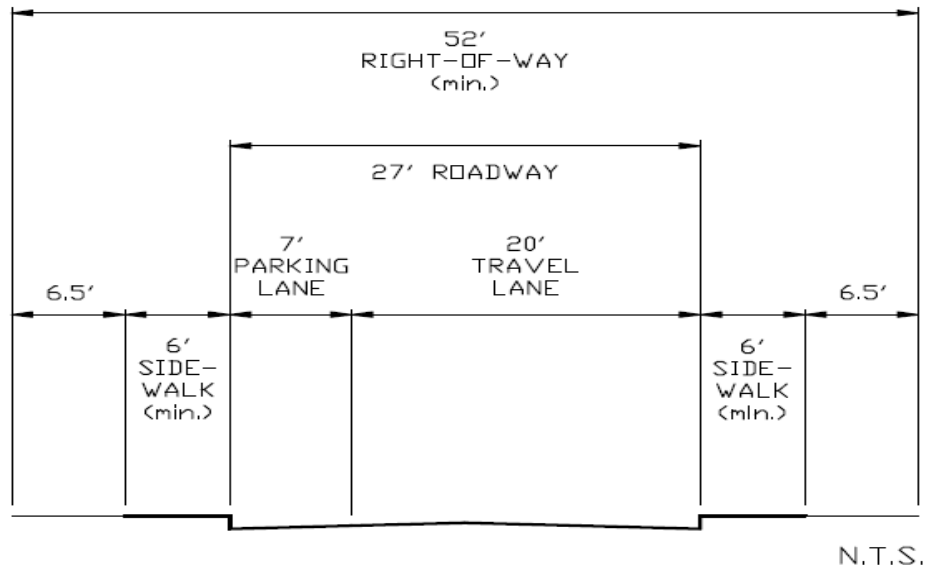 52′
RIGHT-OF-WAY
(min.)
27′ ROADWAY
7′
PARKING
LANE
20′
TRAVEL
LANE
6.5′
6.5′
6′
SIDE-
WALK
(min.)
6′
SIDE-
WALK
(min.)
N.T.S.